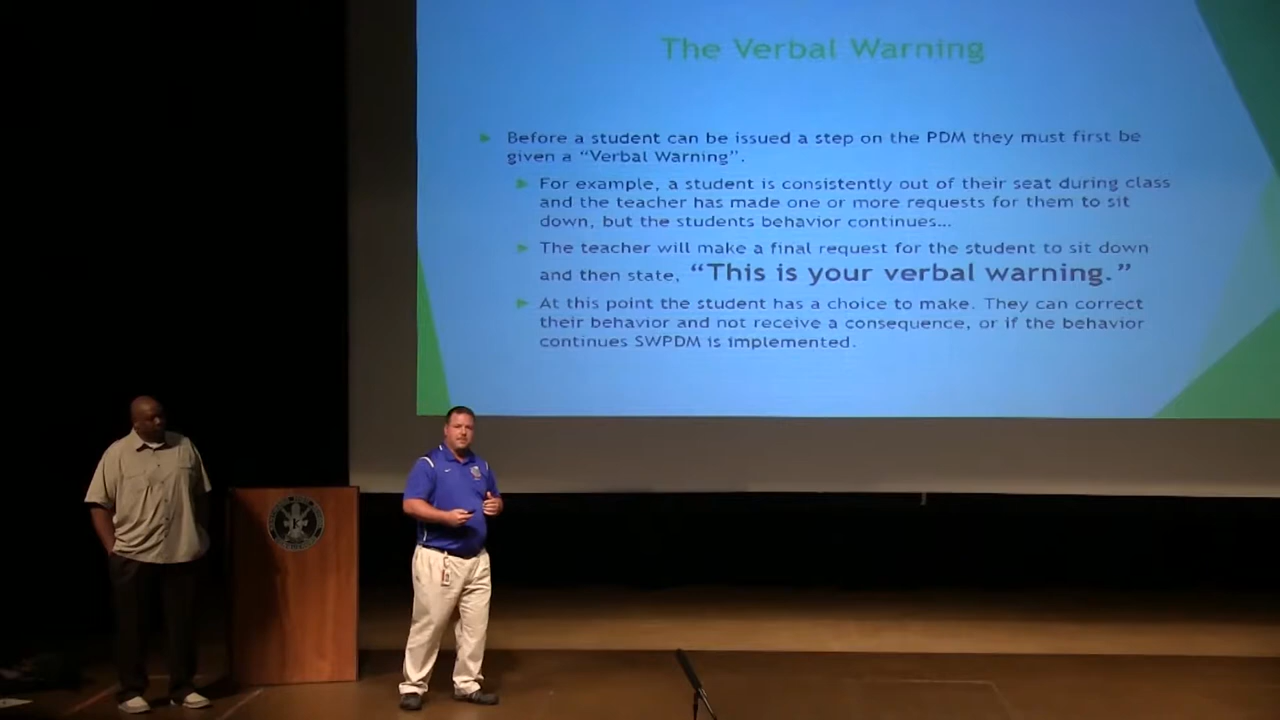 The Verbal Warning
Before a student can be issued a step on the PDM they must first be
given a “Verbal Warning”.
For example, a student is consistently out of their seat during class
and the teacher has made one or more requests for them to sit
down, but the students behavior continues...
The teacher will make a final request for the student to sit down
and then state, “This is your verbal warning.”
At this point the student has a choice to make. They can correct
their behavior and not receive a consequence, or if the behavior
continues SWPDM is implemented.